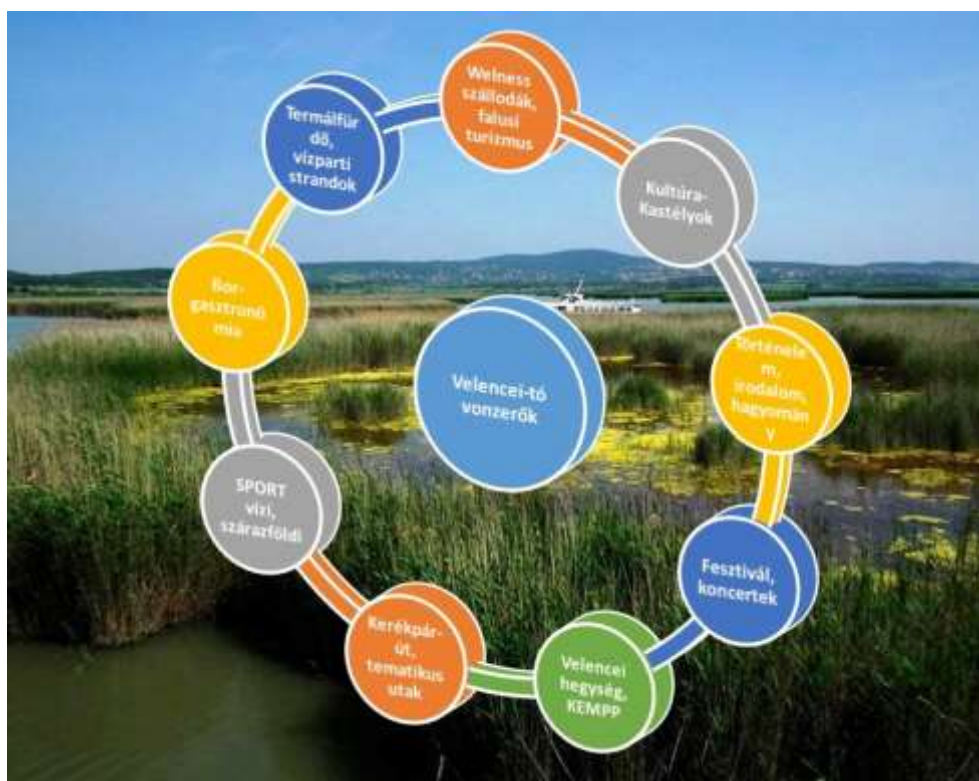 Welness
szállodák,
falusi
turizmus
Kultúra-
Kastélyok
Történele
m,
irodalom,
hagyomán
y
Fesztivál,
koncertek
Velencei
hegység,
KEMPP
Kerékpár-
út,
tematikus
utak
SPORT
vízi,
szárazföldi
Bor-
gasztronó
mia
Termálfür
dő,
vízparti
strandok
Velencei-tó
vonzerők